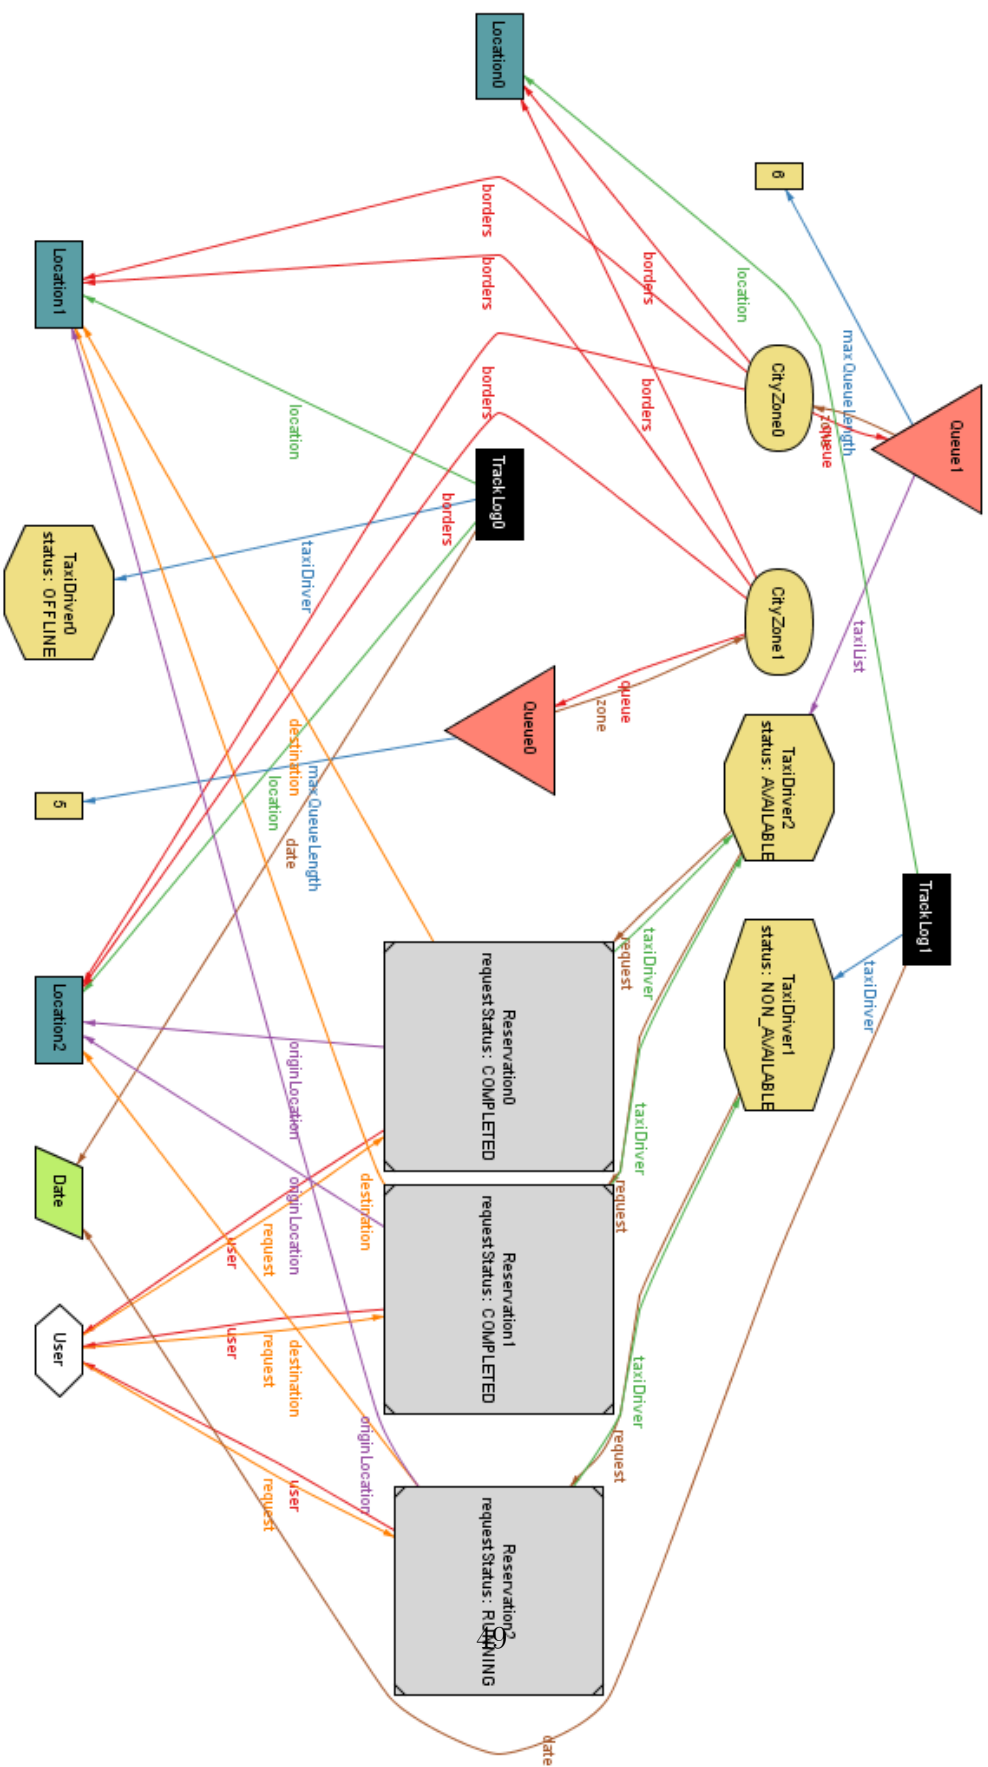 Queue1
TrackLog1
taxiDriver
taxiList
maxQueueLength
zone
queue
TaxiDriver2
status: AVAILABLE
TaxiDriver1
status: NON_AVAILABLE
6
CityZone0
CityZone1
location
borders
borders
taxiDriver
taxiDriver
taxiDriver
queue
request
request
request
zone
date
Queue0
Location0
borders
borders
borders
TrackLog0
Reservation0
requestStatus: COMPLETED
Reservation1
requestStatus: COMPLETED
Reservation2
requestStatus: RUNNING
49
borders
destination
originLocation
maxQueueLength
taxiDriver
location
destination
date
originLocation
originLocation
destination
user
location
request
request
request
user
user
TaxiDriver0
status: OFFLINE
Location1
5
Location2
Date
User